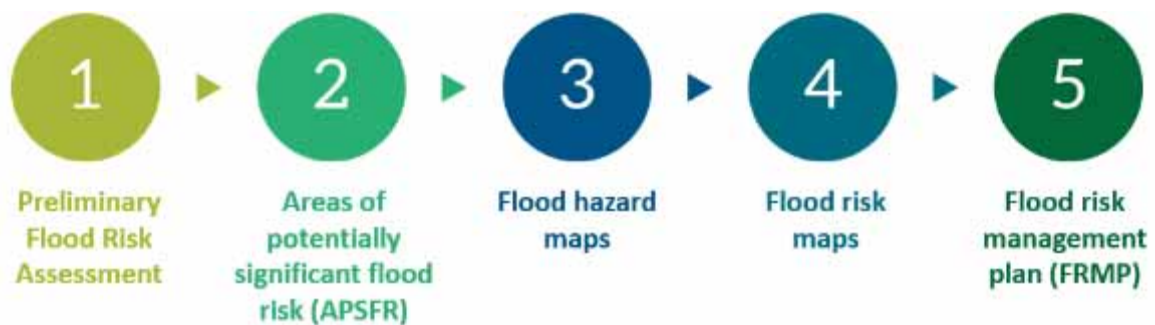 1
2
3
4
5
Preliminary
Flood Risk
Assessment
Areas of
potentially
significant flood
risk (APSFR)
Flood hazard
maps
Flood risk
maps
Flood risk
management
plan (FRMP)